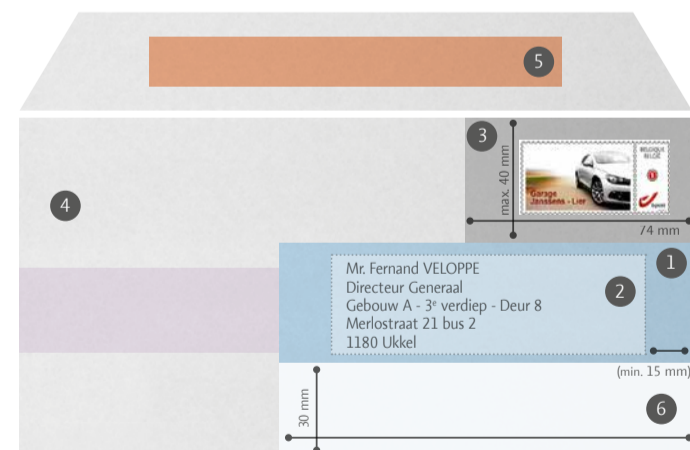 5
3
max. 40 mm
BELGIQUE
BELGIË
Garage
Janssens - Lier
bpost
74 mm
4
1
2
Mr. Fernand VELOPPE
Directeur Generaal
Gebouw A - 3e verdiep - Deur 8
Merlostraat 21 bus 2
1180 Ukkel
(min. 15 mm)
30 mm
6